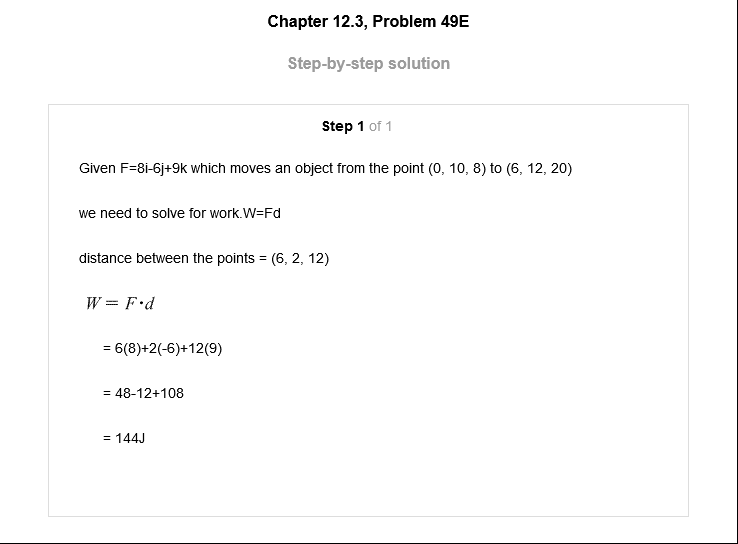 Chapter 12.3, Problem 49E
Step-by-step solution
Step 1 of 1
Given F=8i-6j+9k which moves an object from the point (0, 10, 8) to (6, 12, 20)
we need to solve for work.W=Fd
distance between the points = (6, 2, 12)
W = F·d
= 6(8)+2(-6)+12(9)
= 48-12+108
= 144J